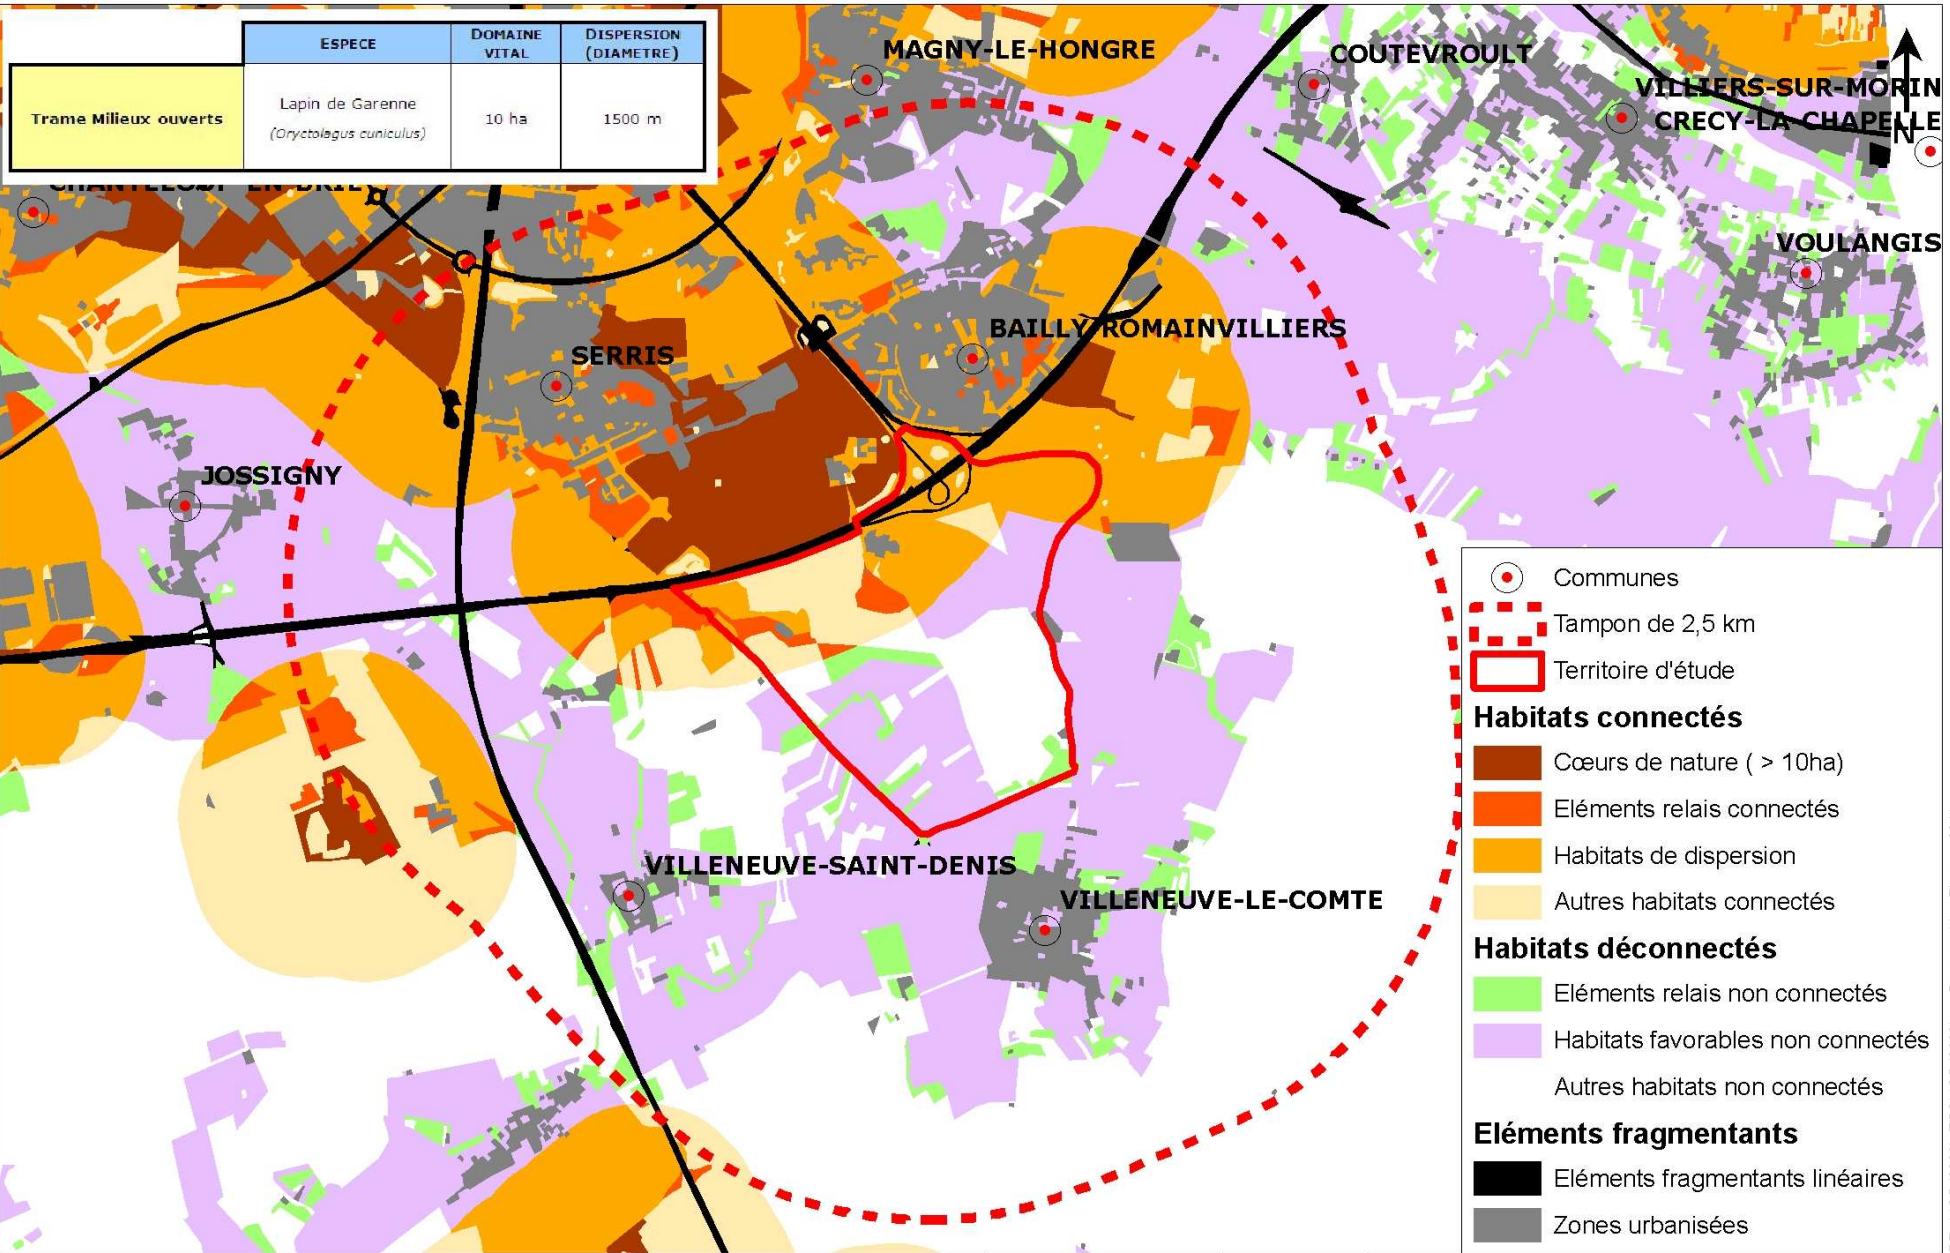 ESPECE
DOMAINE VITAL
DISPERSION (DIAMETRE)
Trame Milieux ouverts
Lapin de Garenne
(Oryctolagus cuniculus)
10 ha
1500 m
MAGNY-LE-HONGRE
COUTEVROULT
VILLIERS-SUR-MORIN
CRECY-LA-CHAPELLE
N
CHANTELOUP-EN-BRIE
VOULANGIS
BAILLY-ROMAINVILLIERS
SERRIS
JOSSIGNY
VILLENEUVE-SAINT-DENIS
VILLENEUVE-LE-COMTE
Communes
Tampon de 2,5 km
Territoire d'étude
Habitats connectés
Cœurs de nature ( > 10ha)
Eléments relais connectés
Habitats de dispersion
Autres habitats connectés
Habitats déconnectés
Eléments relais non connectés
Habitats favorables non connectés
Autres habitats non connectés
Eléments fragmentants
Eléments fragmentants linéaires
Zones urbanisées